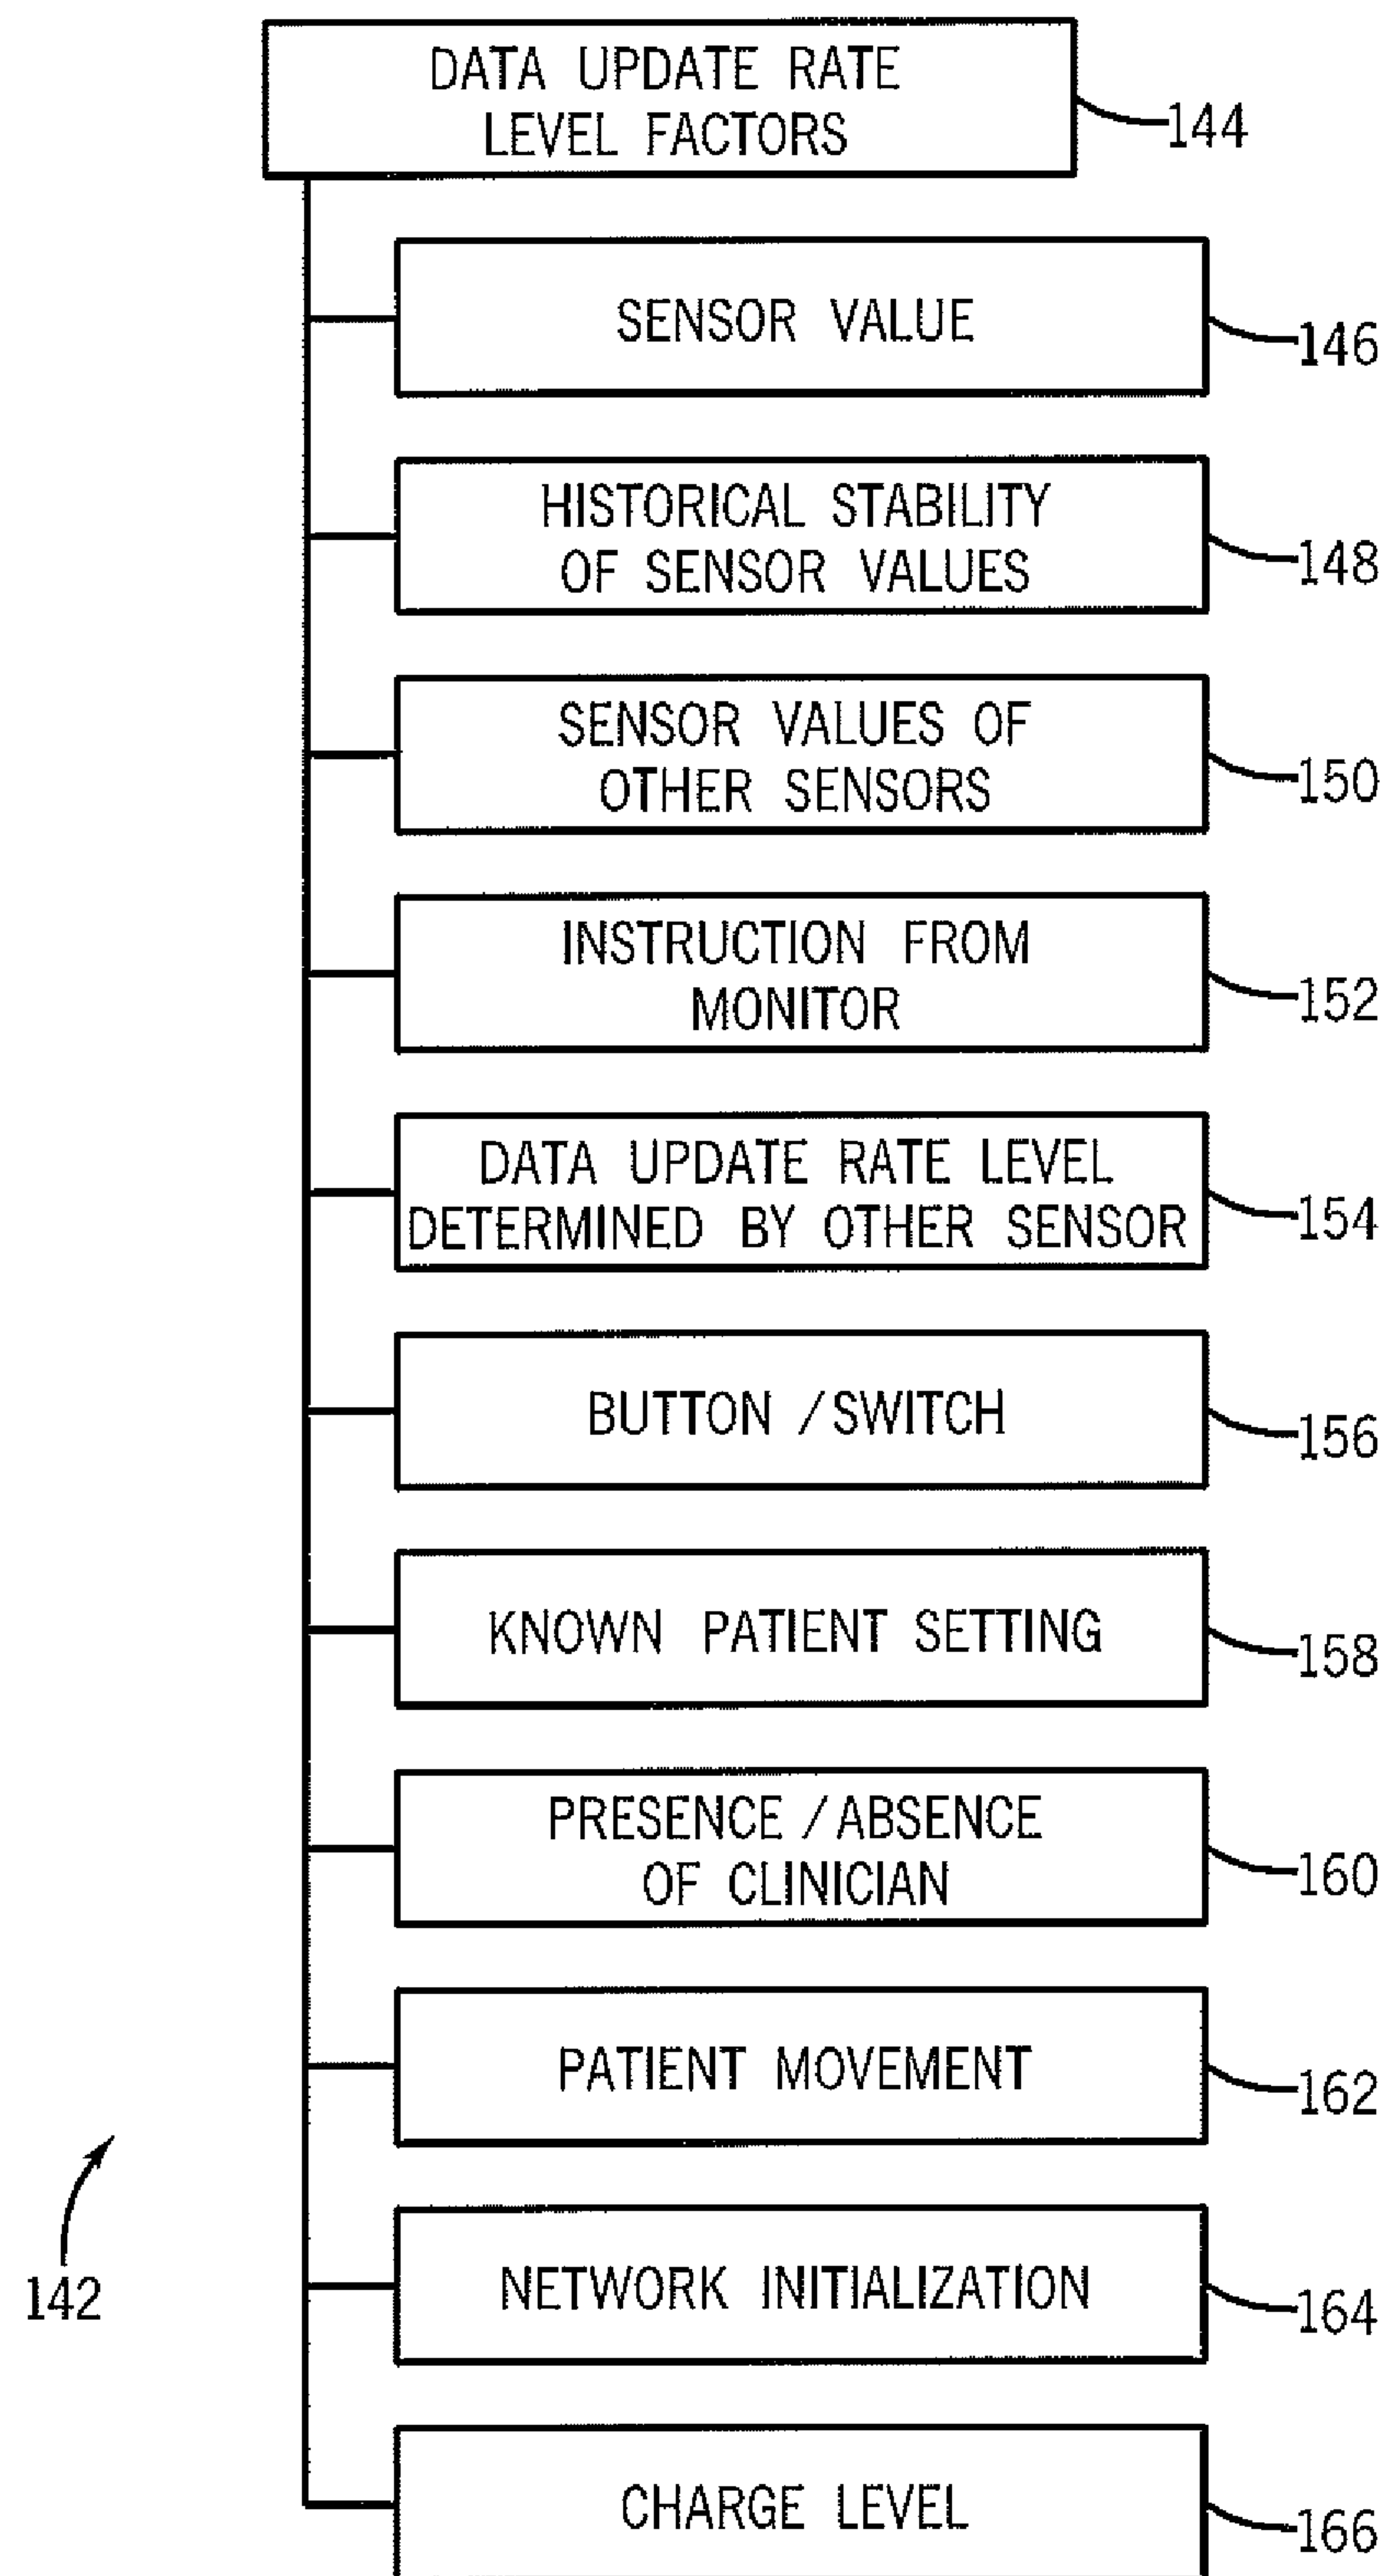 DATA UPDATE RATE
LEVEL FACTORS
144
SENSOR VALUE
146
HISTORICAL STABILITY
OF SENSOR VALUES
148
SENSOR VALUES OF
OTHER SENSORS
150
INSTRUCTION FROM
MONITOR
152
DATA UPDATE RATE LEVEL
DETERMINED BY OTHER SENSOR
154
BUTTON /SWITCH
156
KNOWN PATIENT SETTING
158
PRESENCE /ABSENCE
OF CLINICIAN
160
PATIENT MOVEMENT
162
142
NETWORK INITIALIZATION
164
CHARGE LEVEL
166